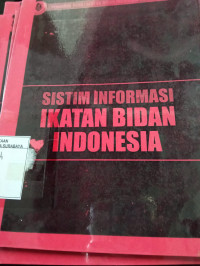 SISTIM INFORMASI
IKATAN BIDAN
INDONESIA